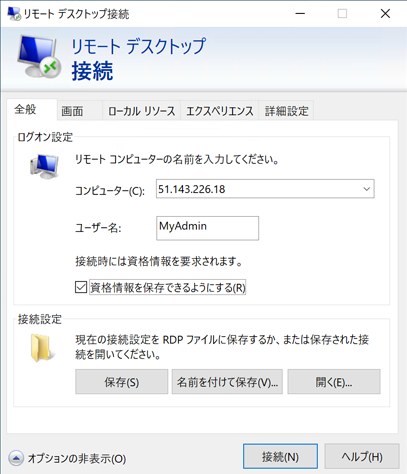 リモート デスクトップ接続
リモート デスクトップ
接続
全般 画面 ローカル リソース エクスペリエンス 詳細設定
ログオン設定
リモート コンピューターの名前を入力してください。
コンピューター(C): 51.143.226.18
ユーザー名: MyAdmin
接続時には資格情報を要求されます。
資格情報を保存できるようにする(R)
接続設定
現在の接続設定を RDP ファイルに保存するか、または保存された接
続を開いてください。
保存(S) 名前を付けて保存(V)... 開く(E)...
オプションの非表示(O) 接続(N) ヘルプ(H)